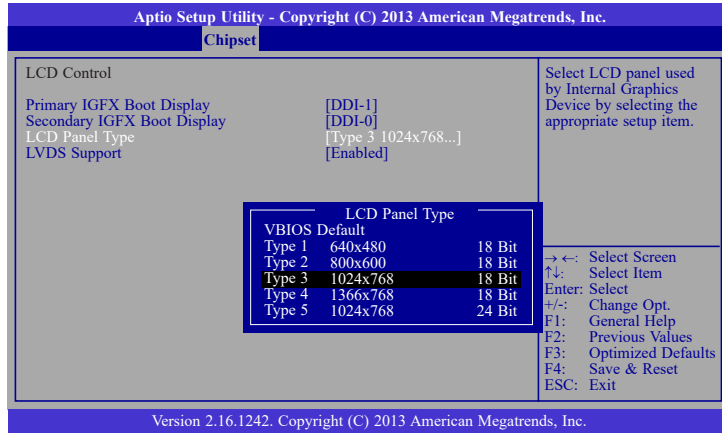 Aptio Setup Utility - Copyright (C) 2013 American Megatrends, Inc.
Chipset
LCD Control
Primary IGFX Boot Display [DDI-1]
Secondary IGFX Boot Display [DDI-0]
LCD Panel Type [Type 3 1024x768...]
LVDS Support [Enabled]
Select LCD panel used
by Internal Graphics
Device by selecting the
appropriate setup item.
LCD Panel Type
VBIOS Default
Type 1 640x480 18 Bit
Type 2 800x600 18 Bit
Type 3 1024x768 18 Bit
Type 4 1366x768 18 Bit
Type 5 1024x768 24 Bit
→ ←: Select Screen
↑↓: Select Item
Enter: Select
+/-: Change Opt.
F1: General Help
F2: Previous Values
F3: Optimized Defaults
F4: Save & Reset
ESC: Exit
Version 2.16.1242. Copyright (C) 2013 American Megatrends, Inc.